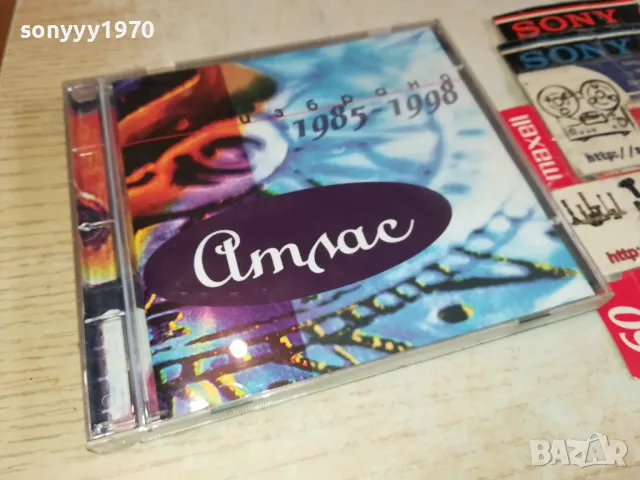 sonyyy1970
избрано
1985-1998
Атлас
SONY
SONY
maxell
http://
http
60
BAZAR